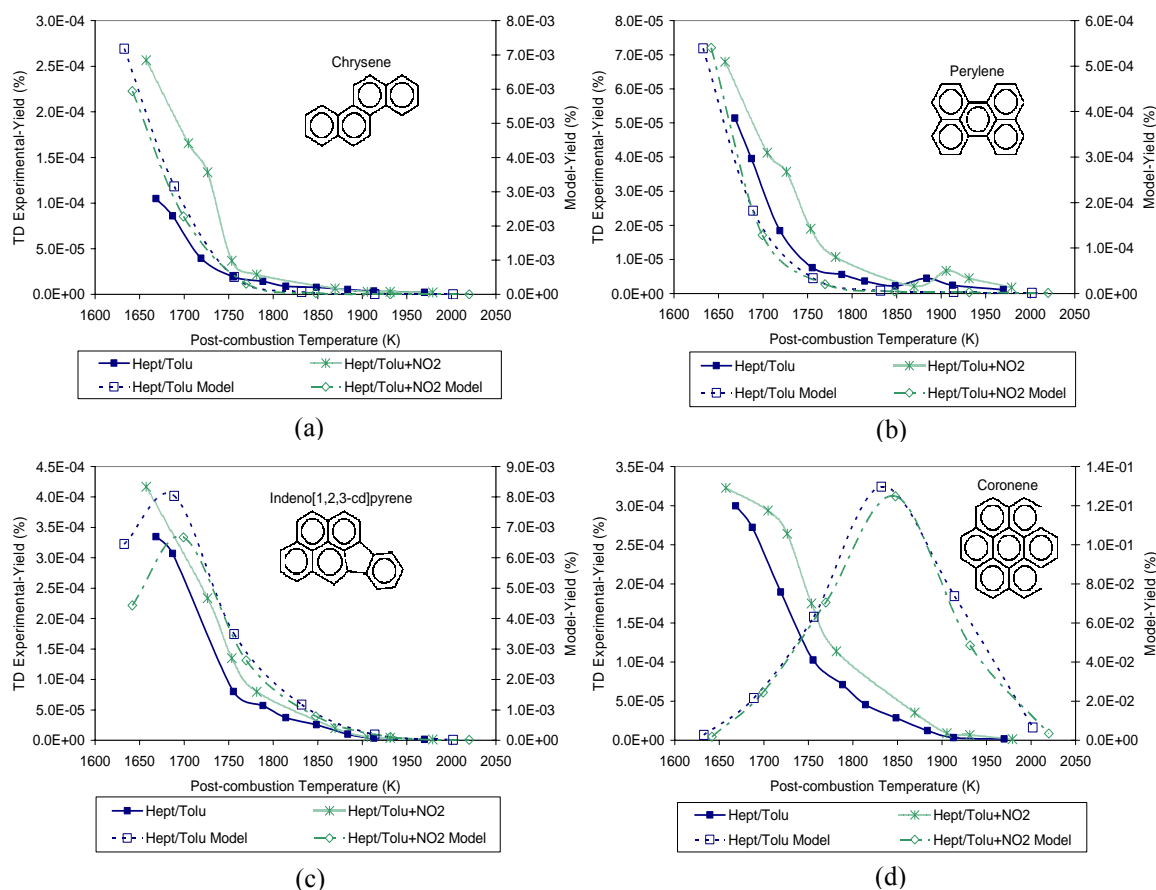 Chrysene
TD Experimental-Yield (%)
3.0E-04
2.5E-04
2.0E-04
1.5E-04
1.0E-04
5.0E-05
0.0E+00
8.0E-03
7.0E-03
6.0E-03
5.0E-03
4.0E-03
3.0E-03
2.0E-03
1.0E-03
0.0E+00
Model-Yield (%)
1600 1650 1700 1750 1800 1850 1900 1950 2000 2050
Post-combustion Temperature (K)
Hept/Tolu Hept/Tolu+NO2
Hept/Tolu Model Hept/Tolu+NO2 Model
(a)
Perylene
TD Experimental-Yield (%)
8.0E-05
7.0E-05
6.0E-05
5.0E-05
4.0E-05
3.0E-05
2.0E-05
1.0E-05
0.0E+00
6.0E-04
5.0E-04
4.0E-04
3.0E-04
2.0E-04
1.0E-04
0.0E+00
Model-Yield (%)
1600 1650 1700 1750 1800 1850 1900 1950 2000 2050
Post-combustion Temperature (K)
Hept/Tolu Hept/Tolu+NO2
Hept/Tolu Model Hept/Tolu+NO2 Model
(b)
Indeno[1,2,3-cd]pyrene
TD Experimental-Yield (%)
4.5E-04
4.0E-04
3.5E-04
3.0E-04
2.5E-04
2.0E-04
1.5E-04
1.0E-04
5.0E-05
0.0E+00
9.0E-03
8.0E-03
7.0E-03
6.0E-03
5.0E-03
4.0E-03
3.0E-03
2.0E-03
1.0E-03
0.0E+00
Model-Yield (%)
1600 1650 1700 1750 1800 1850 1900 1950 2000 2050
Post-combustion Temperature (K)
Hept/Tolu Hept/Tolu+NO2
Hept/Tolu Model Hept/Tolu+NO2 Model
(c)
Coronene
TD Experimental-Yield (%)
3.5E-04
3.0E-04
2.5E-04
2.0E-04
1.5E-04
1.0E-04
5.0E-05
0.0E+00
1.4E-01
1.2E-01
1.0E-01
8.0E-02
6.0E-02
4.0E-02
2.0E-02
0.0E+00
Model-Yield (%)
1600 1650 1700 1750 1800 1850 1900 1950 2000 2050
Post-combustion Temperature (K)
Hept/Tolu Hept/Tolu+NO2
Hept/Tolu Model Hept/Tolu+NO2 Model
(d)